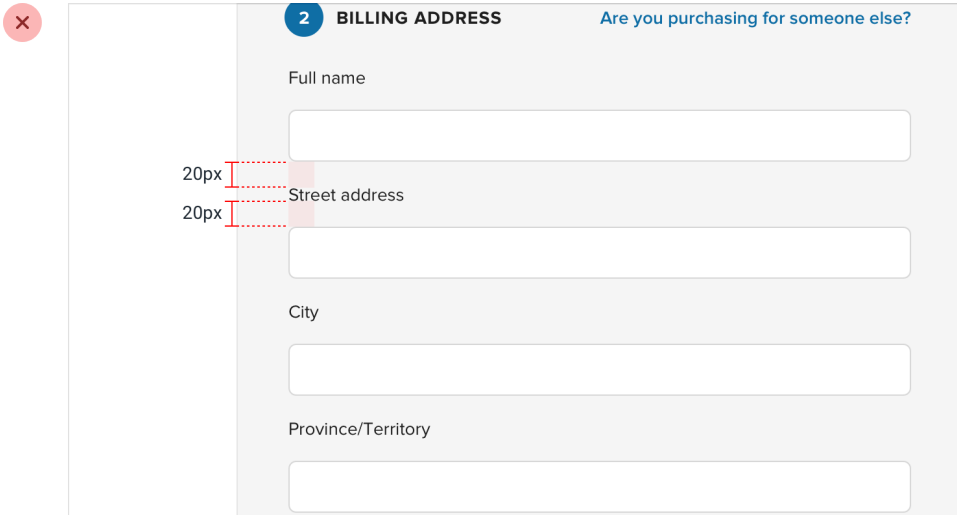 2 BILLING ADDRESS Are you purchasing for someone else?
Full name
20px
Street address
20px
City
Province/Territory